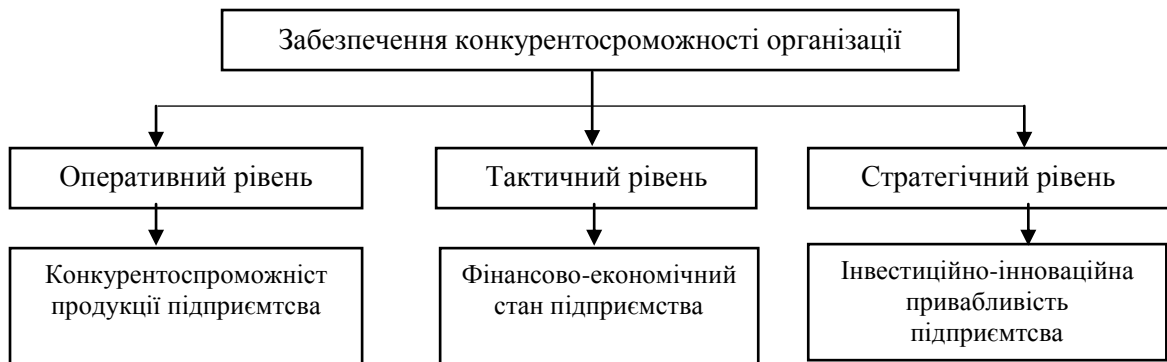 Забезпечення конкурентосроможності організації
Оперативний рівень
Тактичний рівень
Стратегічний рівень
Конкурентоспроможніст
продукції підприємтсва
Фінансово-економічний
стан підприємства
Інвестиційно-інноваційна
привабливість
підприємтсва